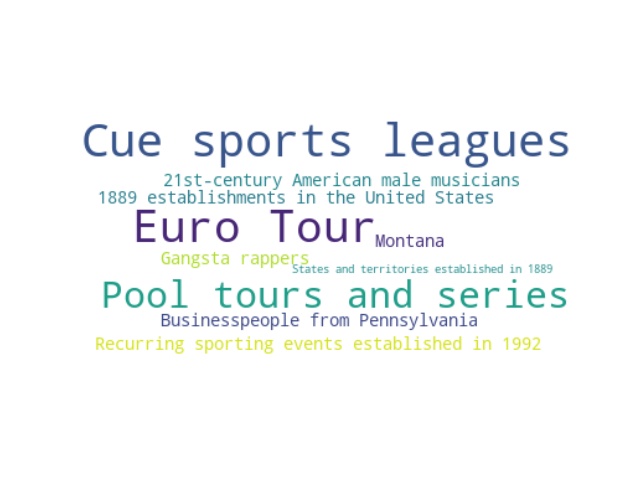 Cue sports leagues
21st-century American male musicians
1889 establishments in the United States
Euro Tour
Montana
Gangsta rappers
States and territories established in 1889
Pool tours and series
Businesspeople from Pennsylvania
Recurring sporting events established in 1992